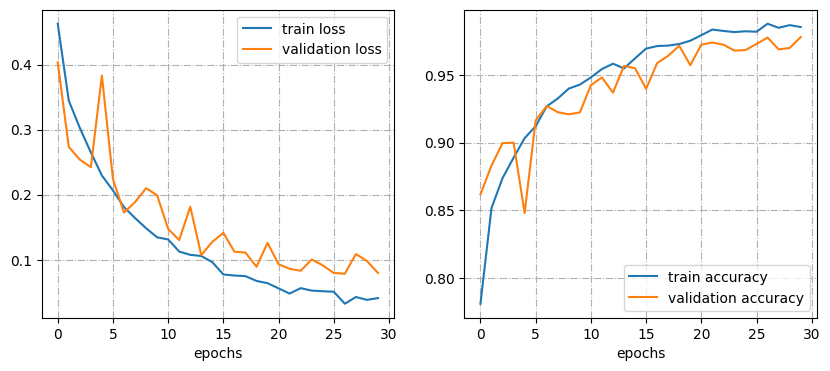 train loss
validation loss
0.4
0.3
0.2
0.1
0 5 10 15 20 25 30
epochs
0.95
0.90
0.85
0.80
train accuracy
validation accuracy
0 5 10 15 20 25 30
epochs